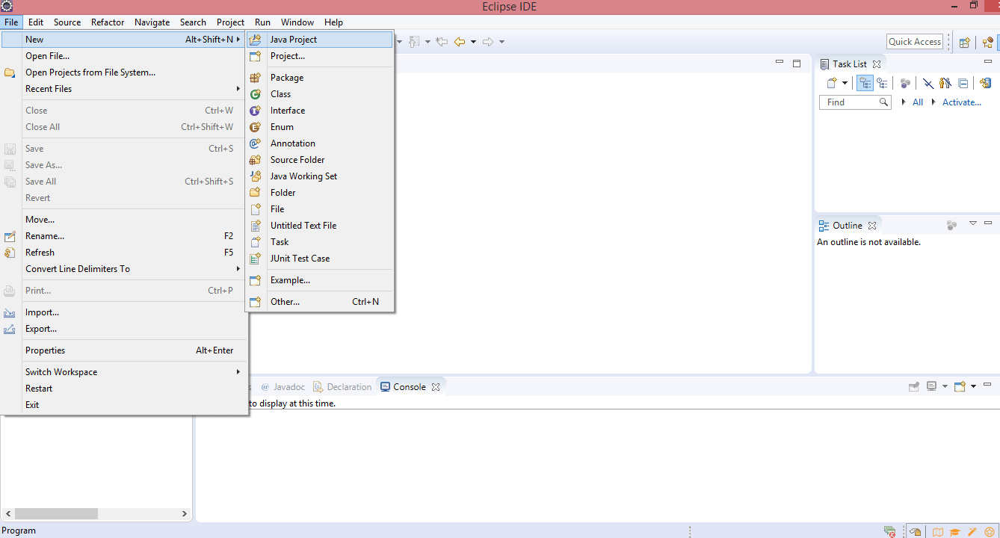 Eclipse IDE
File Edit Source Refactor Navigate Search Project Run Window Help
New Alt+Shift+N
Open File...
Open Projects from File System...
Recent Files
Close Ctrl+W
Close All Ctrl+Shift+W
Save Ctrl+S
Save As...
Save All Ctrl+Shift+S
Revert
Move...
Rename... F2
Refresh F5
Convert Line Delimiters To
Print... Ctrl+P
Import...
Export...
Properties Alt+Enter
Switch Workspace
Restart
Exit
Java Project
Project...
Package
Class
Interface
Enum
Annotation
Source Folder
Java Working Set
Folder
File
Untitled Text File
Task
JUnit Test Case
Example...
Other... Ctrl+N
Quick Access
Task List
Find All Activate...
Outline
An outline is not available.
@ Javadoc Declaration Console
to display at this time.
Program